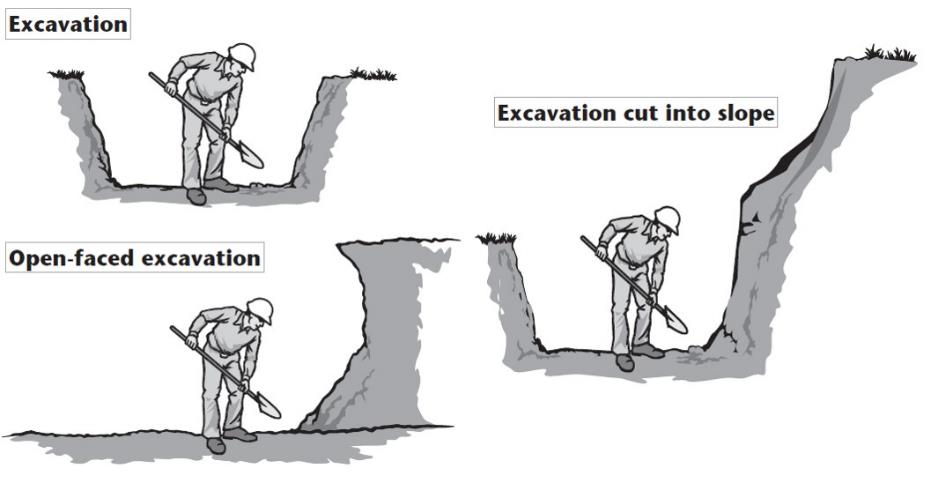 Excavation
Excavation cut into slope
Open-faced excavation